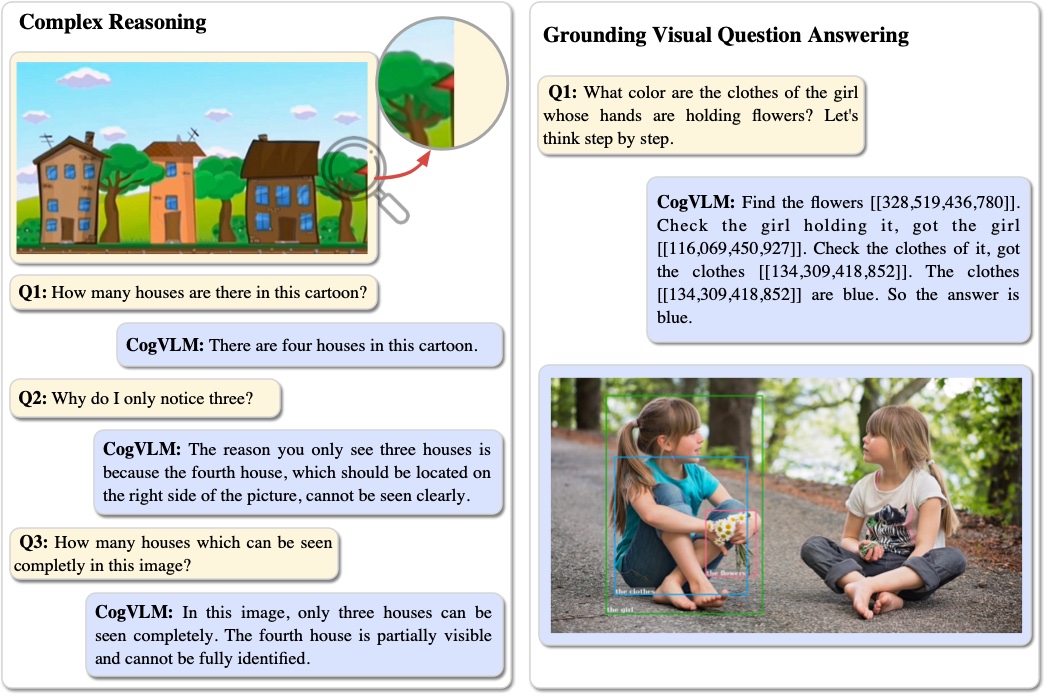 Complex Reasoning
Q1: How many houses are there in this cartoon?
CogVLM: There are four houses in this cartoon.
Q2: Why do I only notice three?
CogVLM: The reason you only see three houses is
because the fourth house, which should be located on
the right side of the picture, cannot be seen clearly.
Q3: How many houses which can be seen
completly in this image?
CogVLM: In this image, only three houses can be
seen completely. The fourth house is partially visible
and cannot be fully identified.
Grounding Visual Question Answering
Q1: What color are the clothes of the girl
whose hands are holding flowers? Let's
think step by step.
CogVLM: Find the flowers [[328,519,436,780]].
Check the girl holding it, got the girl
[[116,069,450,927]]. Check the clothes of it, got
the clothes [[134,309,418,852]]. The clothes
[[134,309,418,852]] are blue. So the answer is
blue.
the flowers
the clothes
the girl